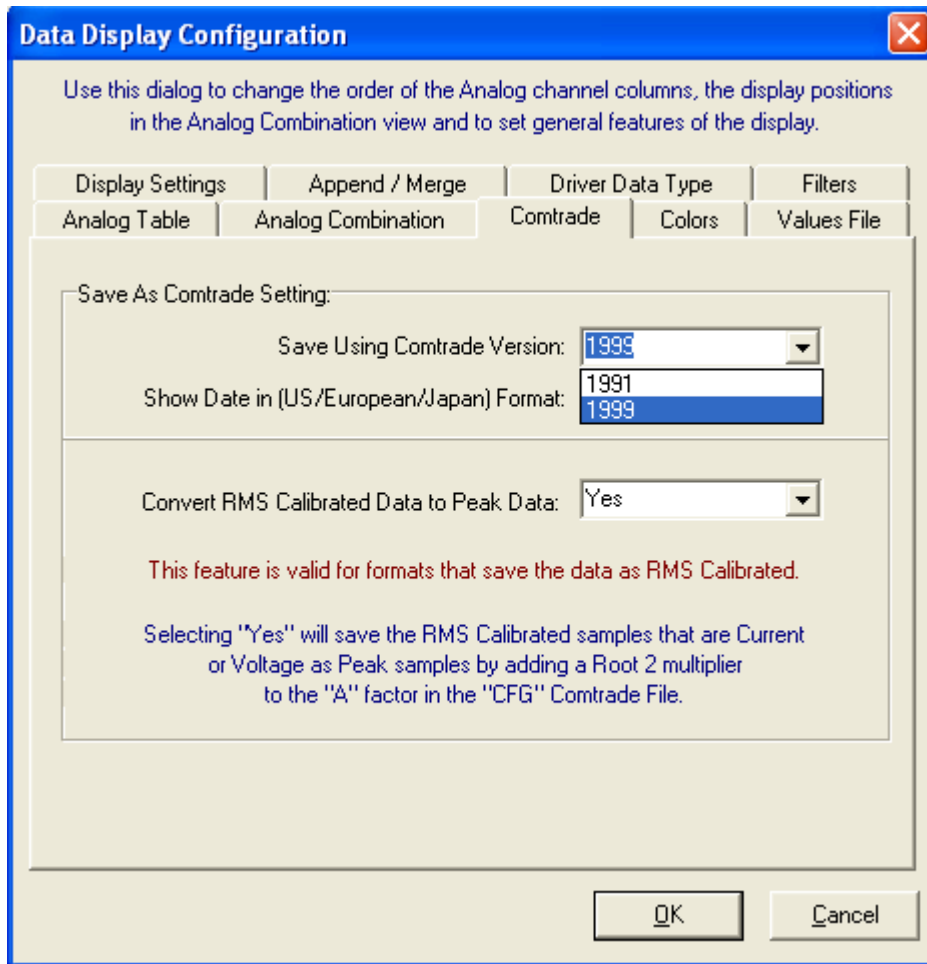 Data Display Configuration
Use this dialog to change the order of the Analog channel columns, the display positions
in the Analog Combination view and to set general features of the display.
Display Settings
Append / Merge
Driver Data Type
Filters
Analog Table
Analog Combination
Comtrade
Colors
Values File
Save As Comtrade Setting:
Save Using Comtrade Version:
1999
1991
1999
Show Date in (US/European/Japan) Format:
Convert RMS Calibrated Data to Peak Data:
Yes
This feature is valid for formats that save the data as RMS Calibrated.
Selecting "Yes" will save the RMS Calibrated samples that are Current
or Voltage as Peak samples by adding a Root 2 multiplier
to the "A" factor in the "CFG" Comtrade File.
OK
Cancel